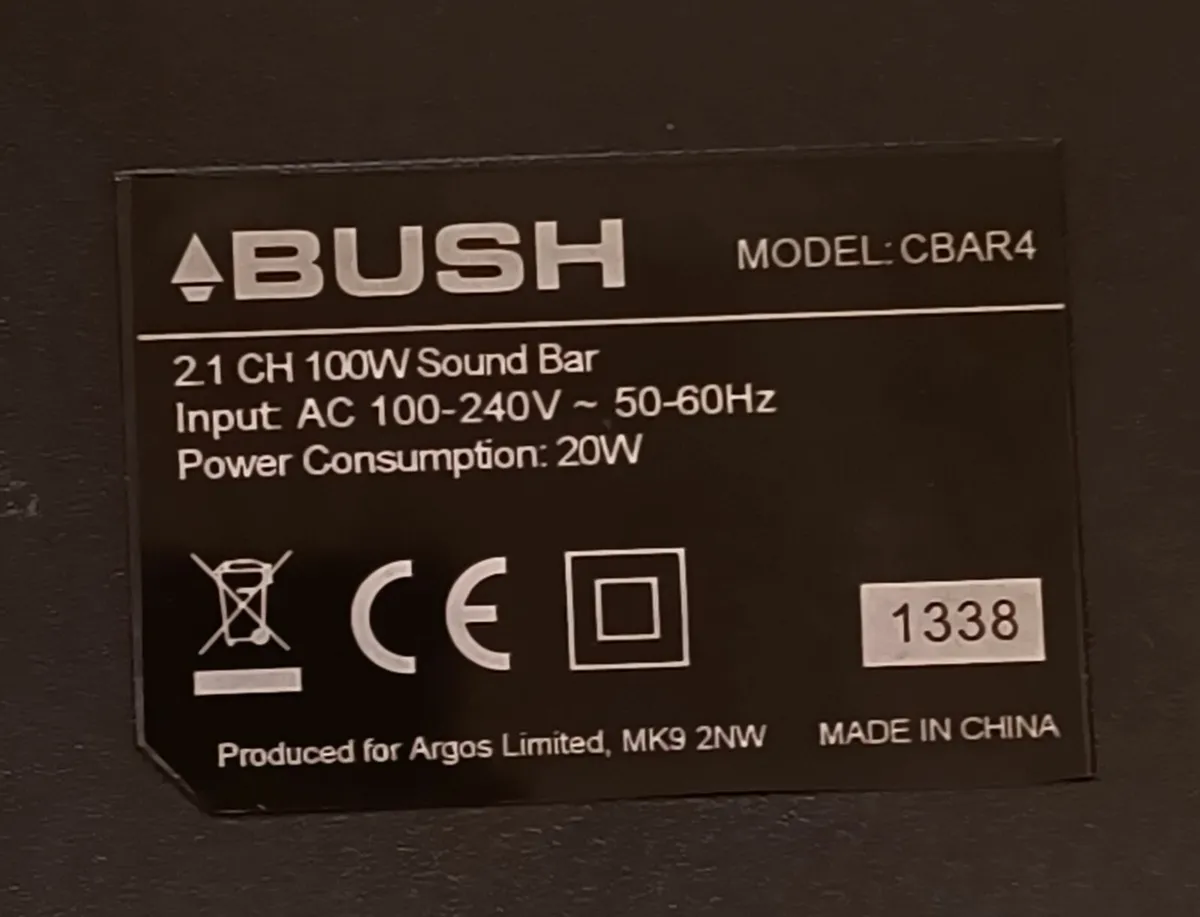 BUSH
MODEL: CBAR4
2.1 CH 100W Sound Bar
Input: AC 100-240V ~ 50-60Hz
Power Consumption: 20W
CE
1338
Produced for Argos Limited, MK9 2NW
MADE IN CHINA